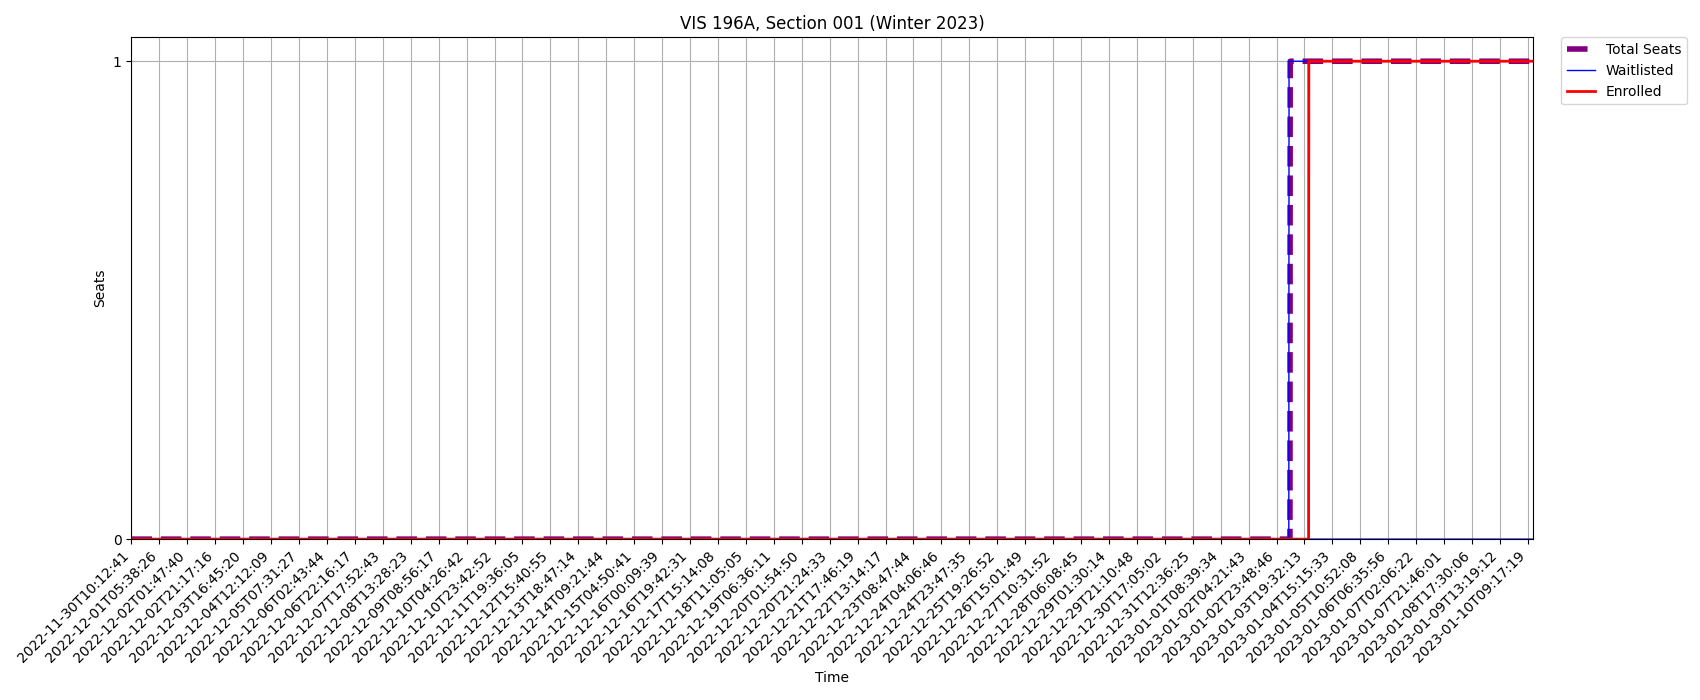 VIS 196A, Section 001 (Winter 2023)
Total Seats
Waitlisted
Enrolled
1
0
Seats
2022-11-30T10:12:41
2022-12-01T05:38:26
2022-12-02T01:47:40
2022-12-02T21:17:16
2022-12-03T16:45:20
2022-12-04T12:12:09
2022-12-05T07:31:27
2022-12-06T02:43:44
2022-12-06T22:16:17
2022-12-07T17:52:43
2022-12-08T13:28:23
2022-12-09T08:56:17
2022-12-10T04:26:42
2022-12-10T23:42:52
2022-12-11T19:36:05
2022-12-12T15:40:55
2022-12-13T18:47:14
2022-12-14T09:21:44
2022-12-15T04:50:41
2022-12-16T00:09:39
2022-12-16T19:42:31
2022-12-17T15:14:08
2022-12-18T11:05:05
2022-12-19T06:36:11
2022-12-20T01:54:50
2022-12-20T21:24:33
2022-12-21T17:46:19
2022-12-22T13:14:17
2022-12-23T08:47:44
2022-12-24T04:06:46
2022-12-24T23:47:35
2022-12-25T19:26:52
2022-12-26T15:01:49
2022-12-27T10:31:52
2022-12-28T06:08:45
2022-12-29T01:30:14
2022-12-29T21:10:48
2022-12-30T17:05:02
2022-12-31T12:36:25
2023-01-01T08:39:34
2023-01-02T04:21:43
2023-01-02T23:48:46
2023-01-03T19:32:13
2023-01-04T15:15:33
2023-01-05T10:52:08
2023-01-06T06:35:56
2023-01-07T02:06:22
2023-01-07T21:46:01
2023-01-08T17:30:06
2023-01-09T13:19:12
2023-01-10T09:17:19
Time